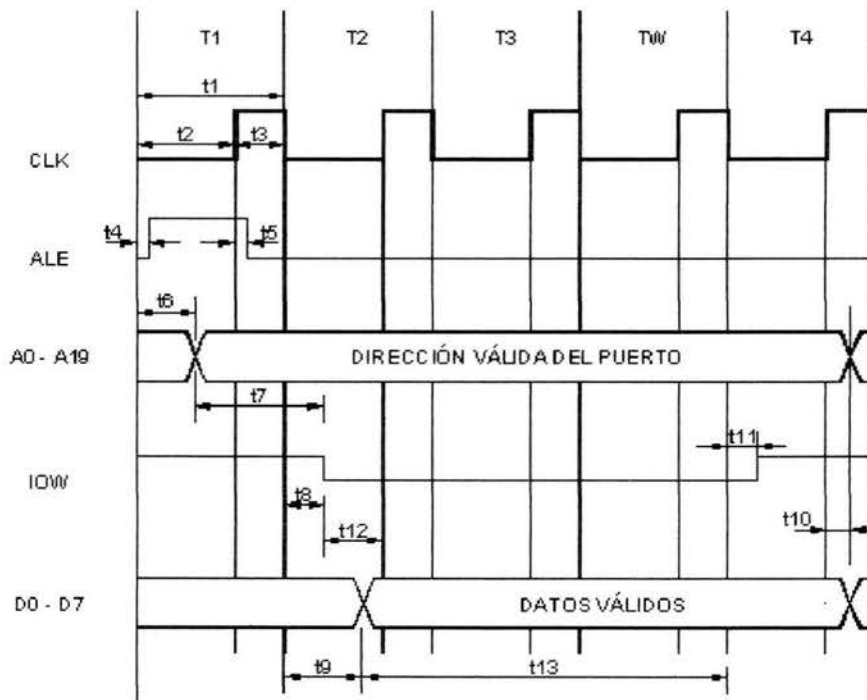 T1 T2 T3 TW T4
t1
t2 t3
CLK
t4 t5
ALE
t6
A0 - A19 DIRECCIÓN VÁLIDA DEL PUERTO
t7
t11
IOW
t8
t10
t12
D0 - D7 DATOS VÁLIDOS
t9 t13